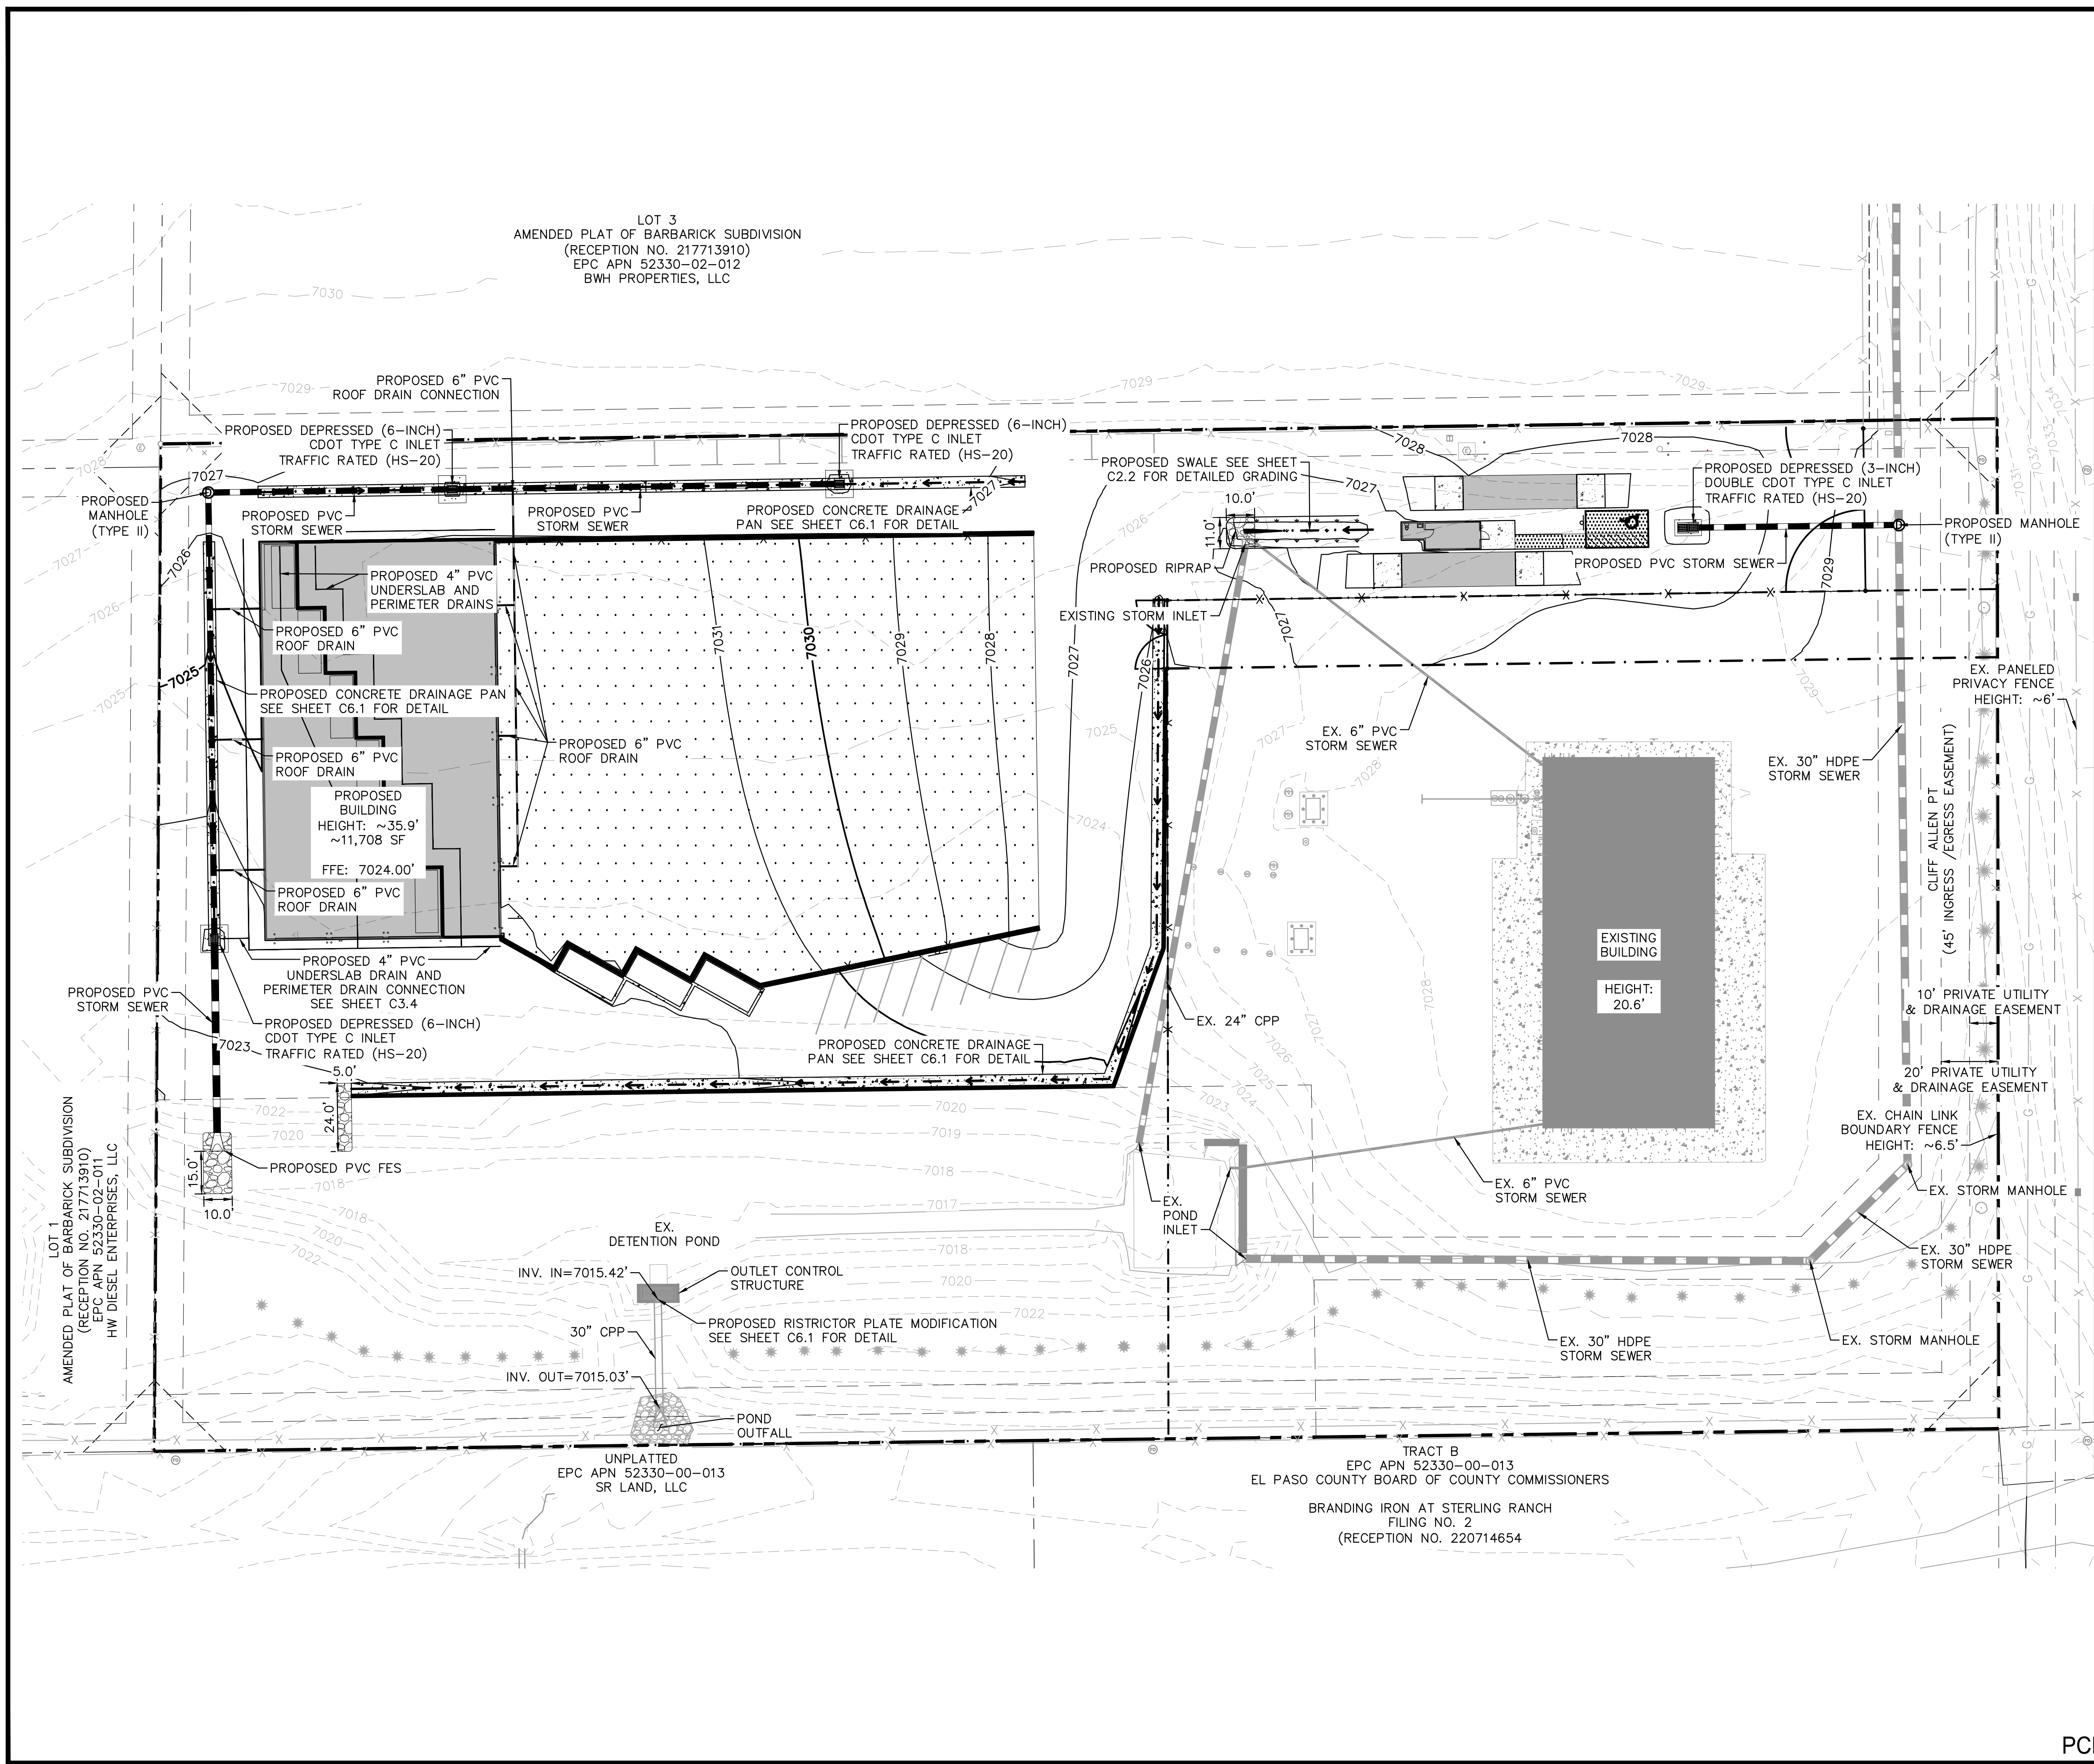 LOT 3
AMENDED PLAT OF BARBARICK SUBDIVISION
(RECEPTION NO. 217713910)
EPC APN 52330-02-012
BWH PROPERTIES, LLC
7030
7029
7029
7029
PROPOSED 6" PVC
ROOF DRAIN CONNECTION
PROPOSED DEPRESSED (6-INCH)
CDOT TYPE C INLET
TRAFFIC RATED (HS-20)
PROPOSED DEPRESSED (6-INCH)
CDOT TYPE C INLET
TRAFFIC RATED (HS-20)
7028
7028
7028
7027
PROPOSED
MANHOLE
(TYPE II)
PROPOSED PVC
STORM SEWER
PROPOSED PVC
STORM SEWER
PROPOSED CONCRETE DRAINAGE
PAN SEE SHEET C6.1 FOR DETAIL
7027
PROPOSED SWALE SEE SHEET
C2.2 FOR DETAILED GRADING
7027
10.0'
11.0'
7026
PROPOSED DEPRESSED (3-INCH)
DOUBLE CDOT TYPE C INLET
TRAFFIC RATED (HS-20)
PROPOSED MANHOLE
(TYPE II)
PROPOSED RIPRAP
PROPOSED PVC STORM SEWER
7029
EXISTING STORM INLET
7027
7027
7026
7026
7025
7025
PROPOSED 4" PVC
UNDERSLAB AND
PERIMETER DRAINS
PROPOSED 6" PVC
ROOF DRAIN
7031
7030
7029
7028
7027
7026
PROPOSED CONCRETE DRAINAGE PAN
SEE SHEET C6.1 FOR DETAIL
PROPOSED 6" PVC
ROOF DRAIN
PROPOSED 6" PVC
ROOF DRAIN
7025
7027
7028
7024
7029
EX. 6" PVC
STORM SEWER
EX. PANELED
PRIVACY FENCE
HEIGHT: ~6'
EX. 30" HDPE
STORM SEWER
PROPOSED
BUILDING
HEIGHT: ~35.9'
~11,708 SF
FFE: 7024.00'
PROPOSED 6" PVC
ROOF DRAIN
CLIFF ALLEN PT
(45' INGRESS /EGRESS EASEMENT)
EXISTING
BUILDING
HEIGHT:
20.6'
PROPOSED 4" PVC
UNDERSLAB DRAIN AND
PERIMETER DRAIN CONNECTION
SEE SHEET C3.4
PROPOSED PVC
STORM SEWER
PROPOSED DEPRESSED (6-INCH)
CDOT TYPE C INLET
TRAFFIC RATED (HS-20)
7023
5.0'
24.0'
EX. 24" CPP
7028
7027
7027
7026
7025
7024
7023
PROPOSED CONCRETE DRAINAGE
PAN SEE SHEET C6.1 FOR DETAIL
10' PRIVATE UTILITY
& DRAINAGE EASEMENT
20' PRIVATE UTILITY
& DRAINAGE EASEMENT
EX. CHAIN LINK
BOUNDARY FENCE
HEIGHT: ~6.5'
7022
7020
7020
7019
7018
7018
7017
PROPOSED PVC FES
15.0'
10.0'
7018
7020
7022
LOT 1
AMENDED PLAT OF BARBARICK SUBDIVISION
(RECEPTION NO. 217713910)
EPC APN 52330-02-011
HW DIESEL ENTERPRISES, LLC
EX.
DETENTION POND
EX.
POND
INLET
EX. 6" PVC
STORM SEWER
EX. STORM MANHOLE
EX. 30" HDPE
STORM SEWER
INV. IN=7015.42'
OUTLET CONTROL
STRUCTURE
7018
7020
7022
PROPOSED RISTRICTOR PLATE MODIFICATION
SEE SHEET C6.1 FOR DETAIL
30" CPP
EX. 30" HDPE
STORM SEWER
EX. STORM MANHOLE
INV. OUT=7015.03'
POND
OUTFALL
UNPLATTED
EPC APN 52330-00-013
SR LAND, LLC
TRACT B
EPC APN 52330-00-013
EL PASO COUNTY BOARD OF COUNTY COMMISSIONERS
BRANDING IRON AT STERLING RANCH
FILING NO. 2
(RECEPTION NO. 220714654